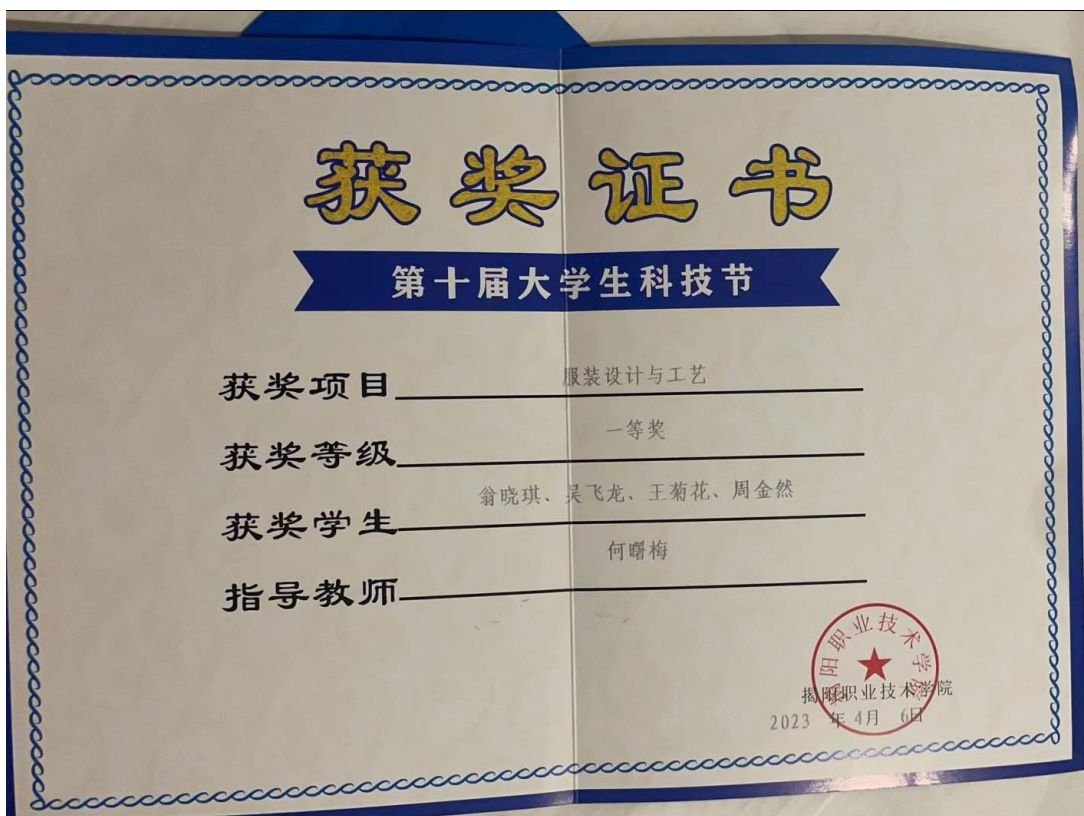 获奖证书
第十届大学生科技节
获奖项目 服装设计与工艺
获奖等级 一等奖
获奖学生 翁晓琪、吴飞龙、王菊花、周金然
指导教师 何曙梅
揭阳职业技术学院
揭阳职业技术学院
2023 年 4月 6日